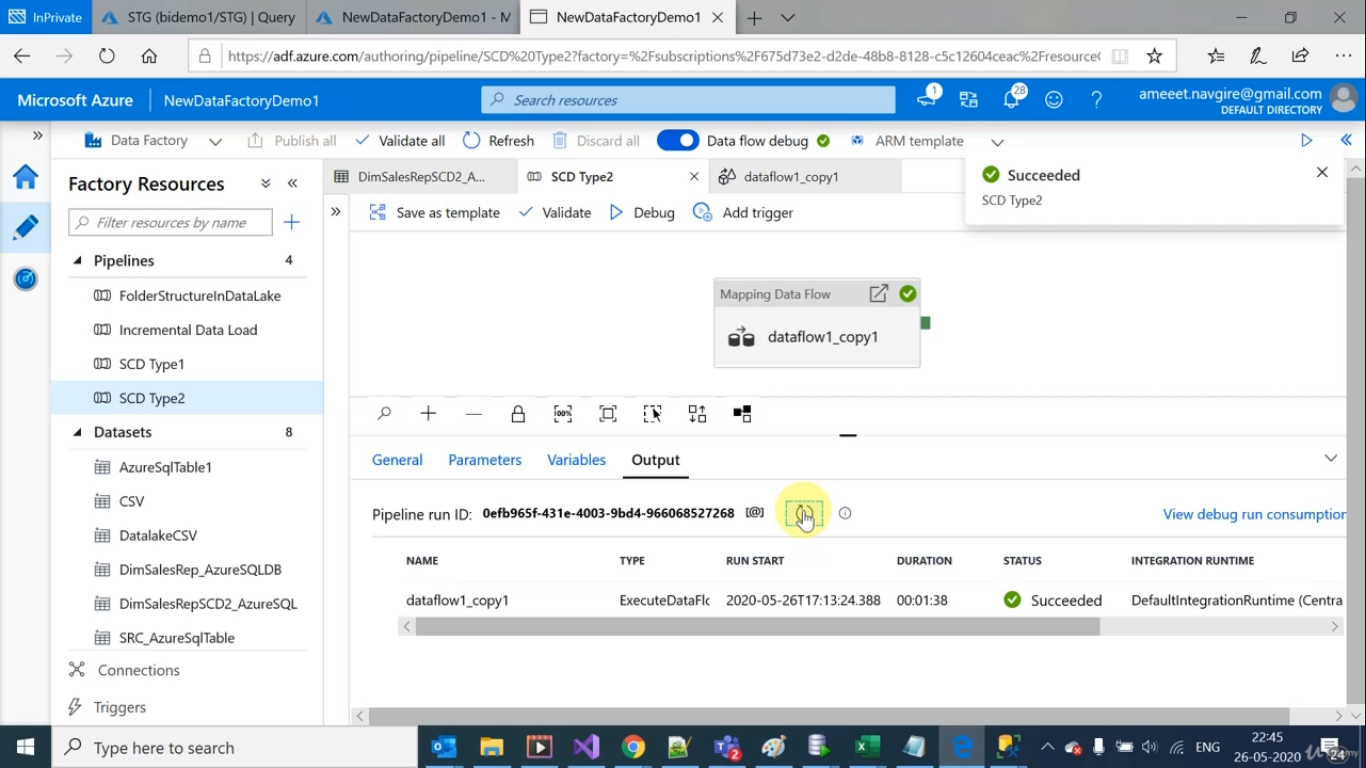 InPrivate
STG (bidemo1/STG) | Query
NewDataFactoryDemo1 - M
NewDataFactoryDemo1
https://adf.azure.com/authoring/pipeline/SCD%20Type2?factory=%2Fsubscriptions%2F675d73e2-d2de-48b8-8128-c5c12604ceac%2Fresource
Microsoft Azure
NewDataFactoryDemo1
Search resources
1
28
ameeet.navgire@gmail.com
DEFAULT DIRECTORY
Data Factory
Publish all
Validate all
Refresh
Discard all
Data flow debug
ARM template
Factory Resources
Filter resources by name
Pipelines 4
FolderStructureInDataLake
Incremental Data Load
SCD Type1
SCD Type2
Datasets 8
AzureSqlTable1
CSV
DatalakeCSV
DimSalesRep_AzureSQLDB
DimSalesRepSCD2_AzureSQL
SRC_AzureSqlTable
Connections
Triggers
DimSalesRepSCD2_A...
SCD Type2
dataflow1_copy1
Succeeded
SCD Type2
Save as template
Validate
Debug
Add trigger
Mapping Data Flow
dataflow1_copy1
100%
General
Parameters
Variables
Output
Pipeline run ID: 0efb965f-431e-4003-9bd4-966068527268 [@]
View debug run consumption
NAME TYPE RUN START DURATION STATUS INTEGRATION RUNTIME
dataflow1_copy1 ExecuteDataFlo 2020-05-26T17:13:24.388 00:01:38 Succeeded DefaultIntegrationRuntime (Centra
Type here to search
2
ENG
22:45
26-05-2020
24